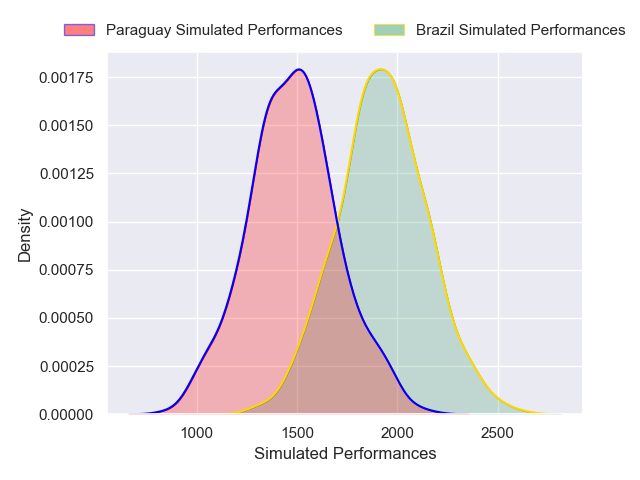 Paraguay Simulated Performances Brazil Simulated Performances
0.00175
0.00150
0.00125
0.00100
0.00075
0.00050
0.00025
0.00000
Density
1000 1500 2000 2500
Simulated Performances